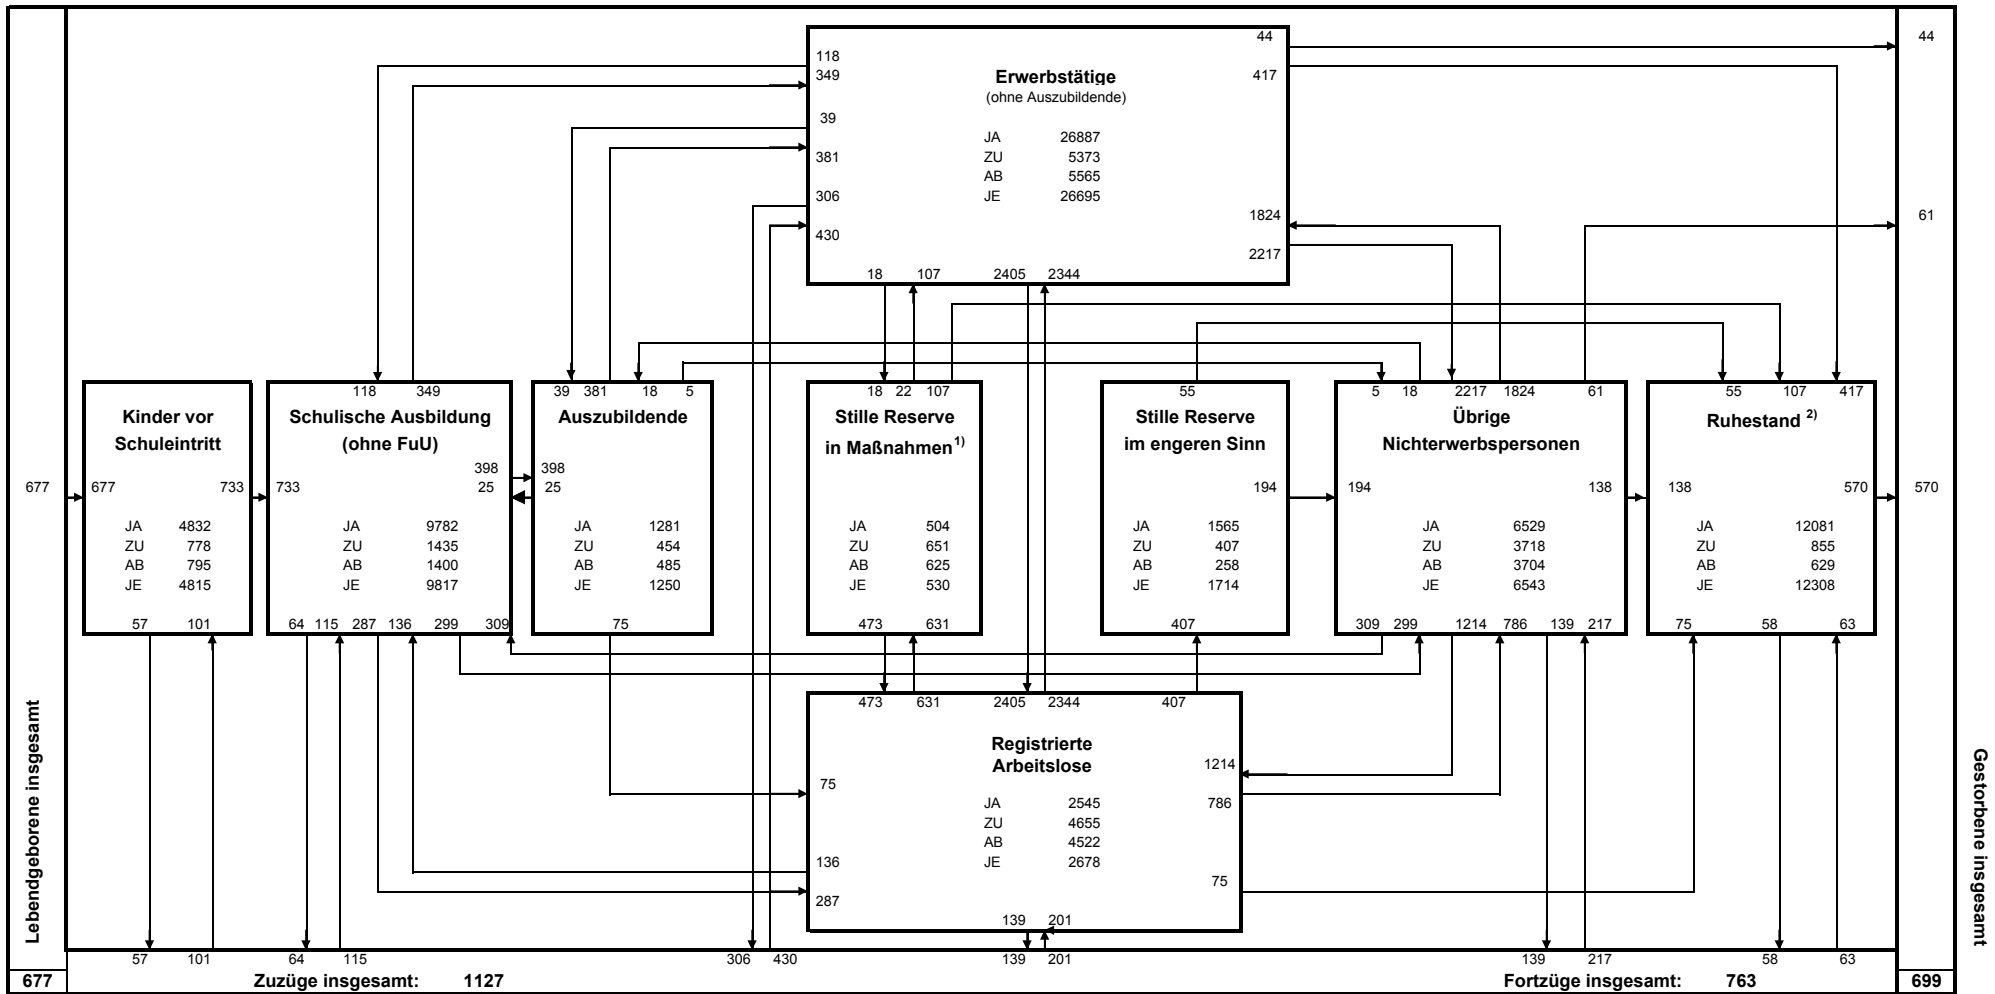 44
44
118
349
Erwerbstätige
417
(ohne Auszubildende)
39
JA 26887
381
ZU 5373
AB 5565
306
JE 26695
430
1824
61
2217
18 107 2405 2344
118 349
39 381 18 5
18 22 107
55
5 18 2217 1824 61
55 107 417
Kinder vor
Schuleintritt
677 733
JA 4832
ZU 778
AB 795
JE 4815
57 101
Schulische Ausbildung
(ohne FuU)
398
25
733
JA 9782
ZU 1435
AB 1400
JE 9817
64 115 287 136 299 309
Auszubildende
398
25
JA 1281
ZU 454
AB 485
JE 1250
75
Stille Reserve
in Maßnahmen1)
JA 504
ZU 651
AB 625
JE 530
473 631
Stille Reserve
im engeren Sinn
194
JA 1565
ZU 407
AB 258
JE 1714
407
Übrige
Nichterwerbspersonen
194 138
JA 6529
ZU 3718
AB 3704
JE 6543
309 299 1214 786 139 217
Ruhestand 2)
138 570
JA 12081
ZU 855
AB 629
JE 12308
75 58 63
677
570
473 631 2405 2344 407
Registrierte
Arbeitslose
1214
75
786
JA 2545
ZU 4655
AB 4522
JE 2678
136
287
75
139 201
Lebendgeborene insgesamt
Gestorbene insgesamt
57 101 64 115 306 430 139 201 139 217 58 63
677 Zuzüge insgesamt: 1127 Fortzüge insgesamt: 763 699